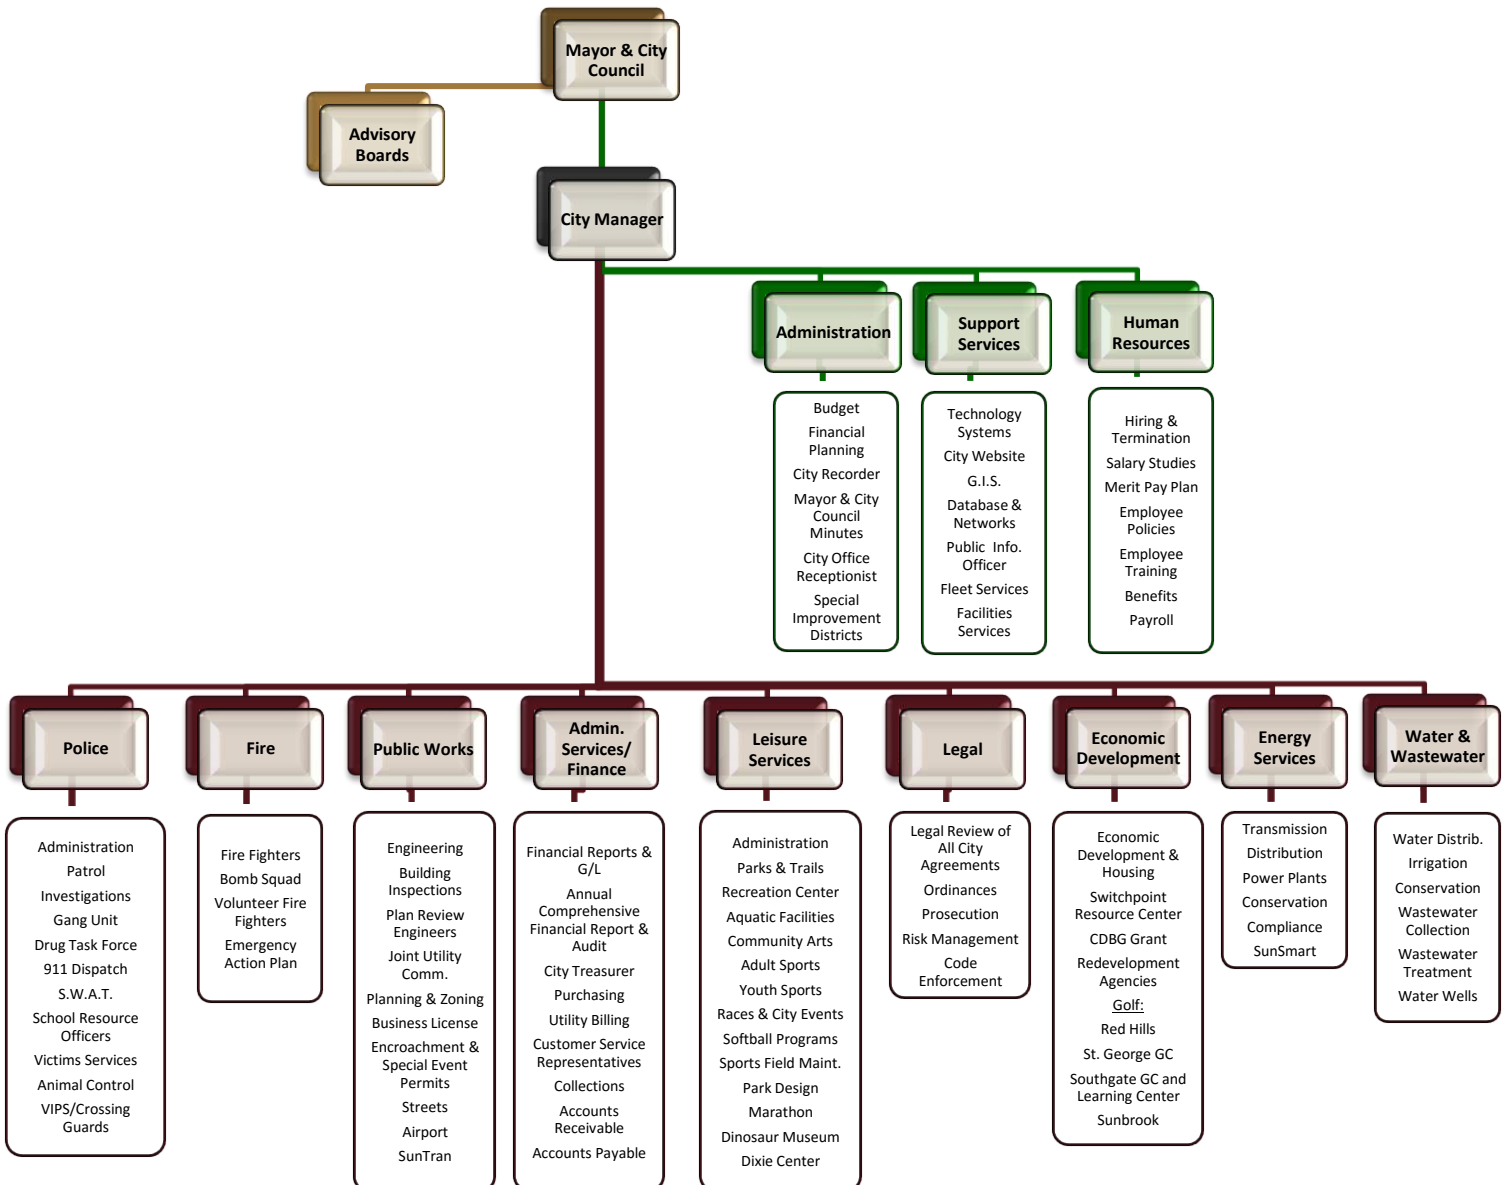 Mayor & City
Council
Advisory
Boards
City Manager
Administration
Support
Services
Human
Resources
Budget
Financial
Planning
City Recorder
Mayor & City
Council
Minutes
City Office
Receptionist
Special
Improvement
Districts
Technology
Systems
City Website
G.I.S.
Database &
Networks
Public Info.
Officer
Fleet Services
Facilities
Services
Hiring &
Termination
Salary Studies
Merit Pay Plan
Employee
Policies
Employee
Training
Benefits
Payroll
Police
Fire
Public Works
Admin.
Services/
Finance
Leisure
Services
Legal
Economic
Development
Energy
Services
Water &
Wastewater
Administration
Patrol
Investigations
Gang Unit
Drug Task Force
911 Dispatch
S.W.A.T.
School Resource
Officers
Victims Services
Animal Control
VIPS/Crossing
Guards
Fire Fighters
Bomb Squad
Volunteer Fire
Fighters
Emergency
Action Plan
Engineering
Building
Inspections
Plan Review
Engineers
Joint Utility
Comm.
Planning & Zoning
Business License
Encroachment &
Special Event
Permits
Streets
Airport
SunTran
Financial Reports &
G/L
Annual
Comprehensive
Financial Report &
Audit
City Treasurer
Purchasing
Utility Billing
Customer Service
Representatives
Collections
Accounts
Receivable
Accounts Payable
Administration
Parks & Trails
Recreation Center
Aquatic Facilities
Community Arts
Adult Sports
Youth Sports
Races & City Events
Softball Programs
Sports Field Maint.
Park Design
Marathon
Dinosaur Museum
Dixie Center
Legal Review of
All City
Agreements
Ordinances
Prosecution
Risk Management
Code
Enforcement
Economic
Development &
Housing
Switchpoint
Resource Center
CDBG Grant
Redevelopment
Agencies
Golf:
Red Hills
St. George GC
Southgate GC and
Learning Center
Sunbrook
Transmission
Distribution
Power Plants
Conservation
Compliance
SunSmart
Water Distrib.
Irrigation
Conservation
Wastewater
Collection
Wastewater
Treatment
Water Wells